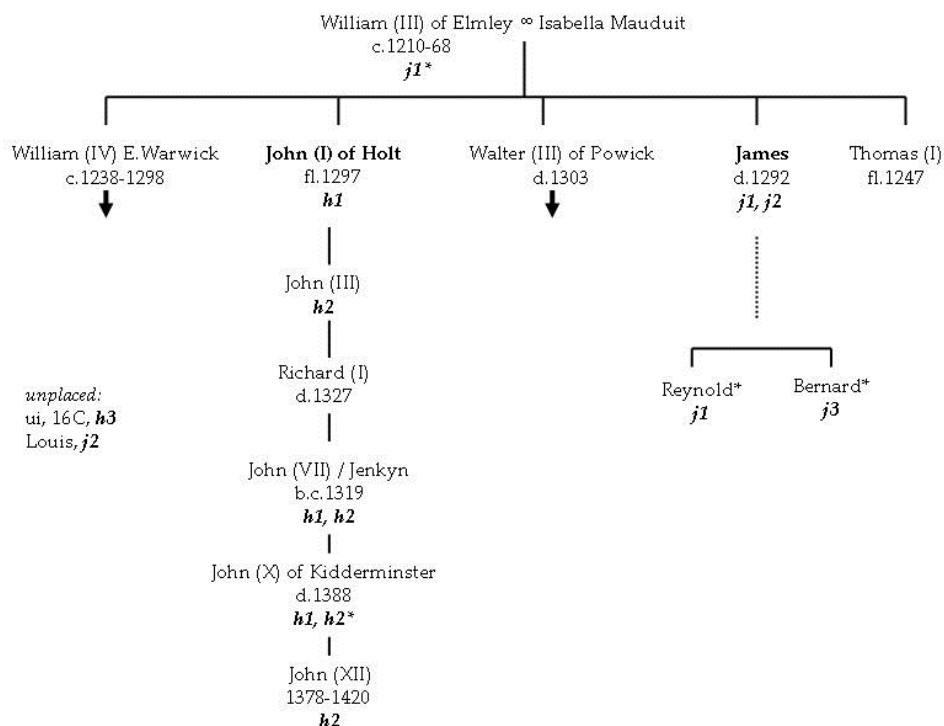 William (III) of Elmley ∞ Isabella Mauduit
c.1210-68
j1*
William (IV) E.Warwick
c.1238-1298
John (I) of Holt
fl.1297
h1
Walter (III) of Powick
d.1303
James
d.1292
j1, j2
Thomas (I)
fl.1247
John (III)
h2
Richard (I)
d.1327
Reynold*
j1
Bernard*
j3
unplaced:
ui, 16C, h3
Louis, j2
John (VII) / Jenkyn
b.c.1319
h1, h2
John (X) of Kidderminster
d.1388
h1, h2*
John (XII)
1378-1420
h2